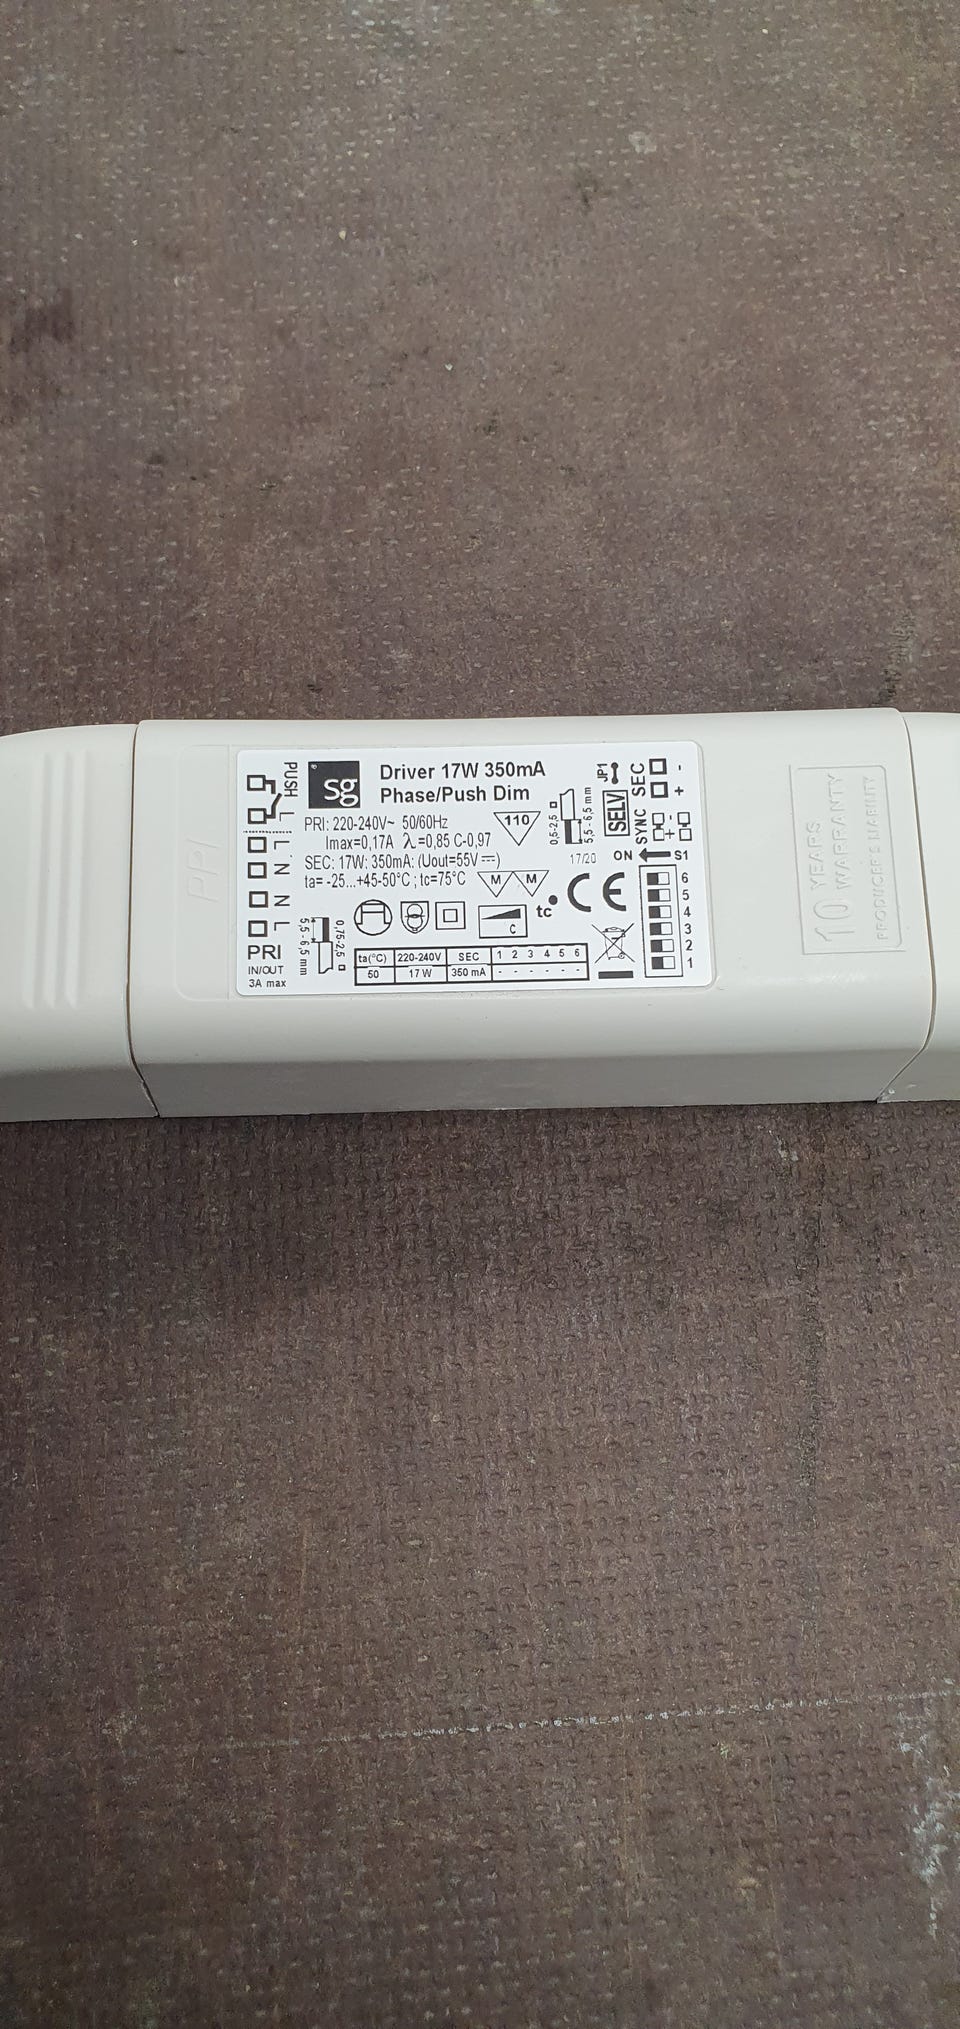 PUSH
L
L
N
N
L
PRI
IN/OUT
3A max
sg
Driver 17W 350mA
Phase/Push Dim
PRI: 220-240V~ 50/60Hz
Imax=0,17A λ=0,85 C-0,97
SEC: 17W: 350mA: (Uout=55V⎓)
ta= -25...+45-50°C ; tc=75°C
110
M M
C
tc
CE
17/20
0,75-2,5
5,5 - 6,5 mm
ta(°C) 220-240V SEC 1 2 3 4 5 6
50 17 W 350 mA - - - - - -
0,5-2,5
5,5 - 6,5 mm
JP1
SELV
SYNC SEC
+ -
- +
ON S1
6
5
4
3
2
1
10 YEARS
WARRANTY
PRODUCER'S LIABILITY